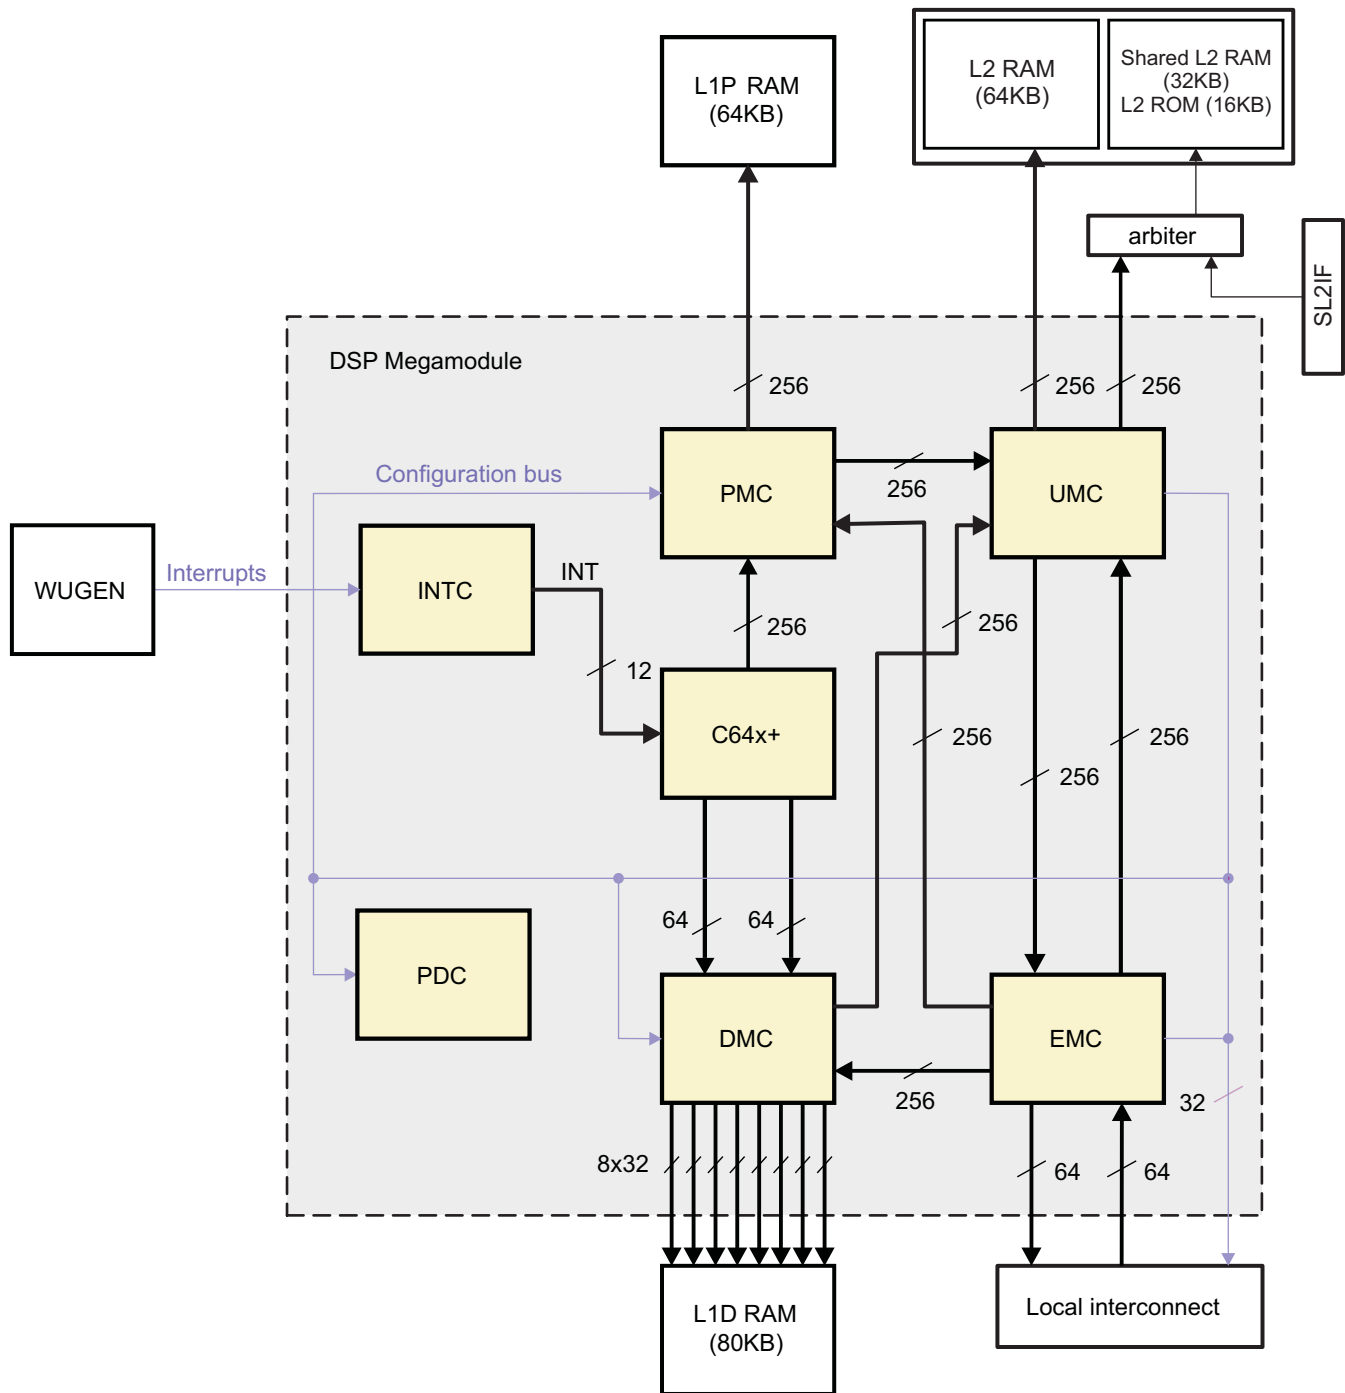 L1P RAM
(64KB)
L2 RAM
(64KB)
Shared L2 RAM
(32KB)
L2 ROM (16KB)
arbiter
SL2IF
DSP Megamodule
256
256
256
Configuration bus
PMC
256
UMC
WUGEN
Interrupts
INTC
INT
256
256
12
C64x+
256
256
256
64
64
PDC
DMC
EMC
256
32
8x32
64
64
L1D RAM
(80KB)
Local interconnect